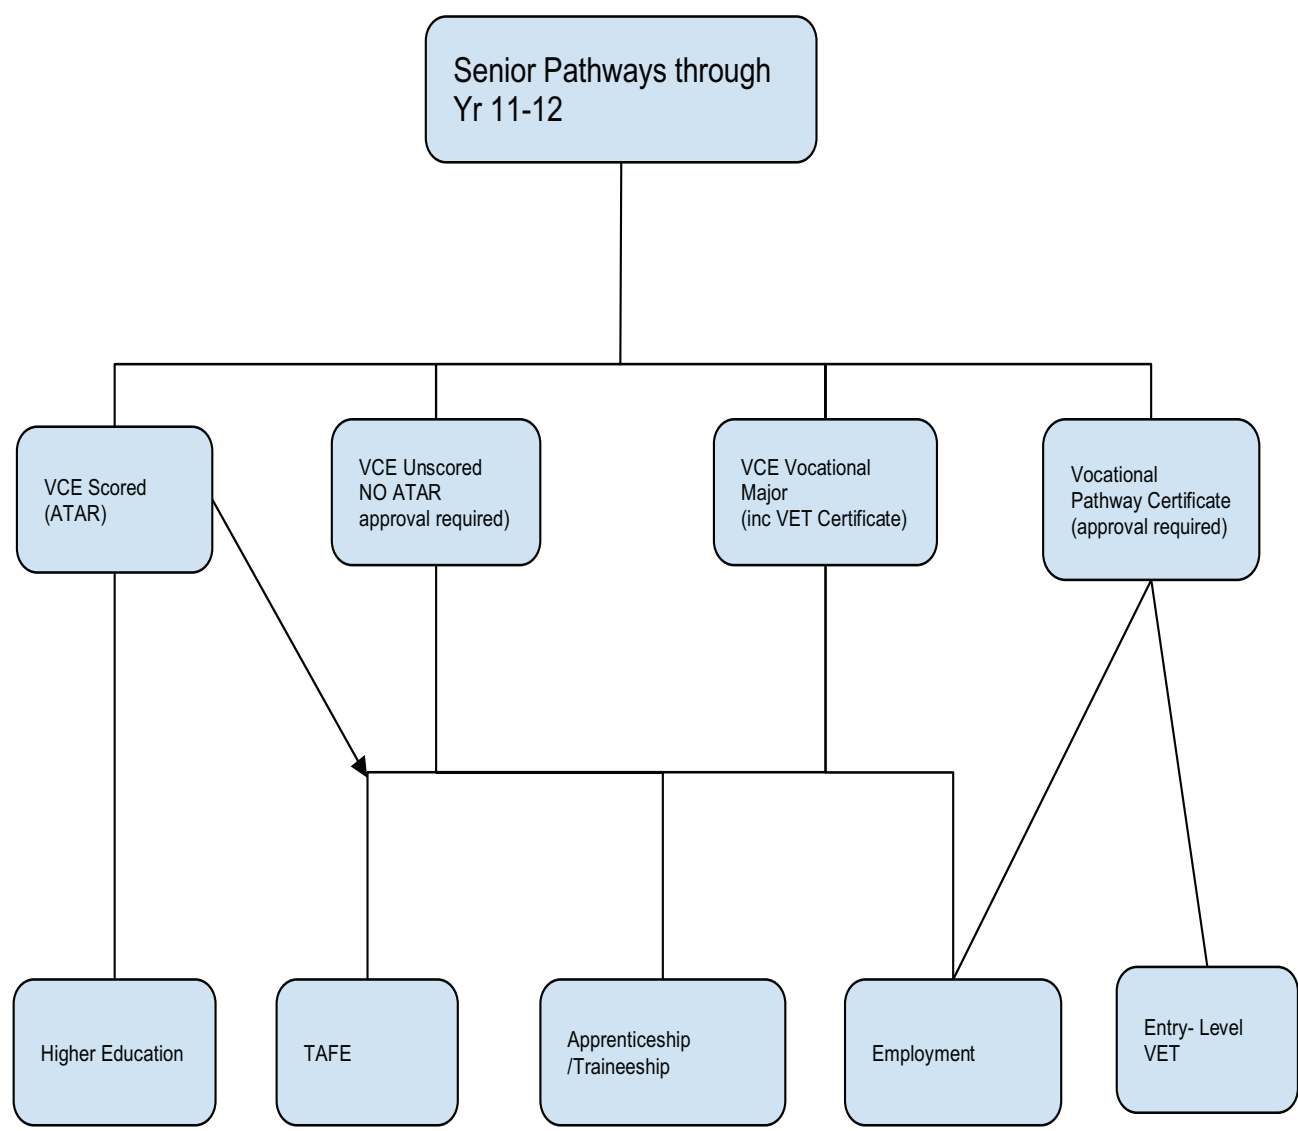 Senior Pathways through
Yr 11-12
VCE Scored
(ATAR)
VCE Unscored
NO ATAR
approval required)
VCE Vocational
Major
(inc VET Certificate)
Vocational
Pathway Certificate
(approval required)
Higher Education
TAFE
Apprenticeship
/Traineeship
Employment
Entry- Level
VET